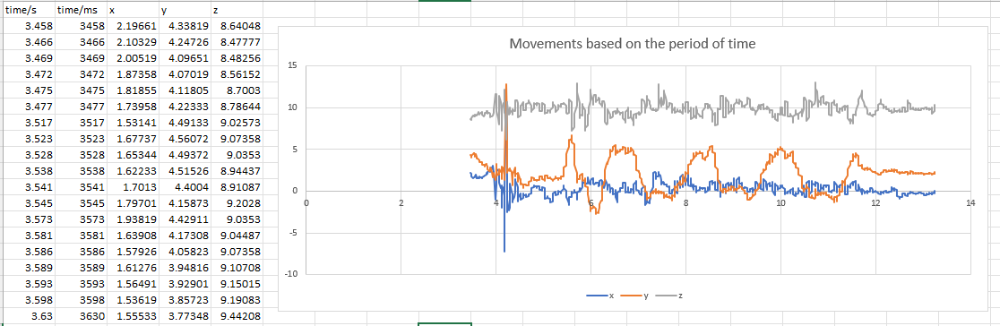 time/s time/ms x y z
3.458 3458 2.19661 4.33819 8.64048
3.466 3466 2.10329 4.24726 8.47777
3.469 3469 2.00519 4.09651 8.48256
3.472 3472 1.87358 4.07019 8.56152
3.475 3475 1.81855 4.11805 8.7003
3.477 3477 1.73958 4.22333 8.78644
3.517 3517 1.53141 4.49133 9.02573
3.523 3523 1.67737 4.56072 9.07358
3.528 3528 1.65344 4.49372 9.0353
3.538 3538 1.62233 4.51526 8.94437
3.541 3541 1.7013 4.4004 8.91087
3.545 3545 1.79701 4.15873 9.2028
3.573 3573 1.93819 4.42911 9.0353
3.581 3581 1.63908 4.17308 9.04487
3.586 3586 1.57926 4.05823 9.07358
3.589 3589 1.61276 3.94816 9.10708
3.593 3593 1.56491 3.92901 9.15015
3.598 3598 1.53619 3.85723 9.19083
3.63 3630 1.55533 3.77348 9.44208
Movements based on the period of time
15
10
5
0
-5
-10
0 2 4 6 8 10 12 14
x y z